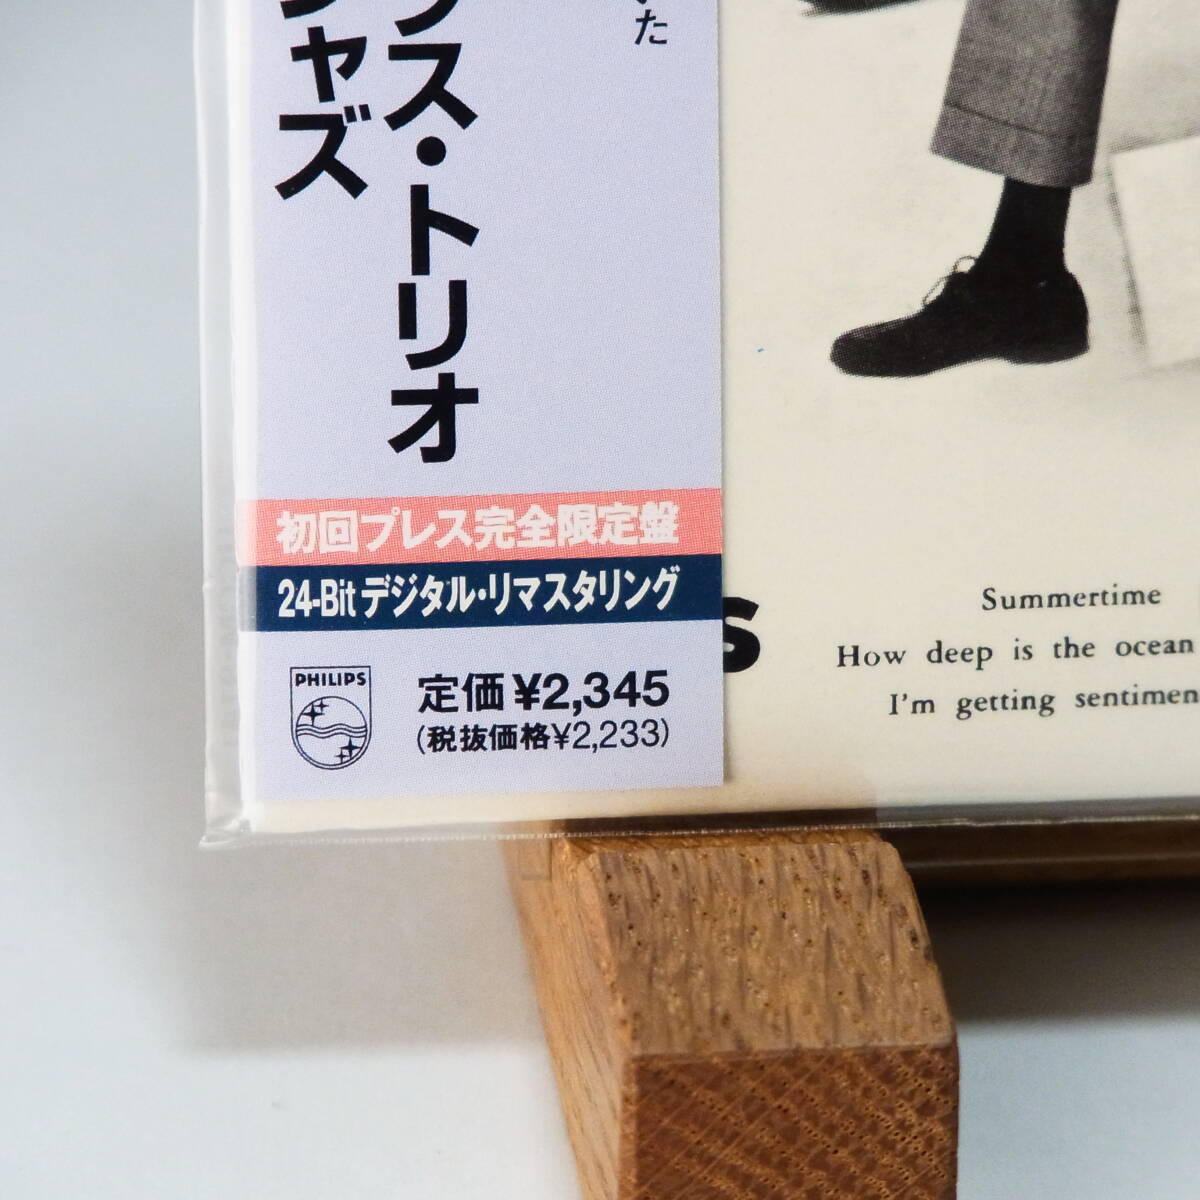 た
ス・トリオ
ャズ
初回プレス完全限定盤
24-Bit デジタル・リマスタリング
PHILIPS
定価 ¥2,345
(税抜価格¥2,233)
s
Summertime
How deep is the ocean
I'm getting sentimen